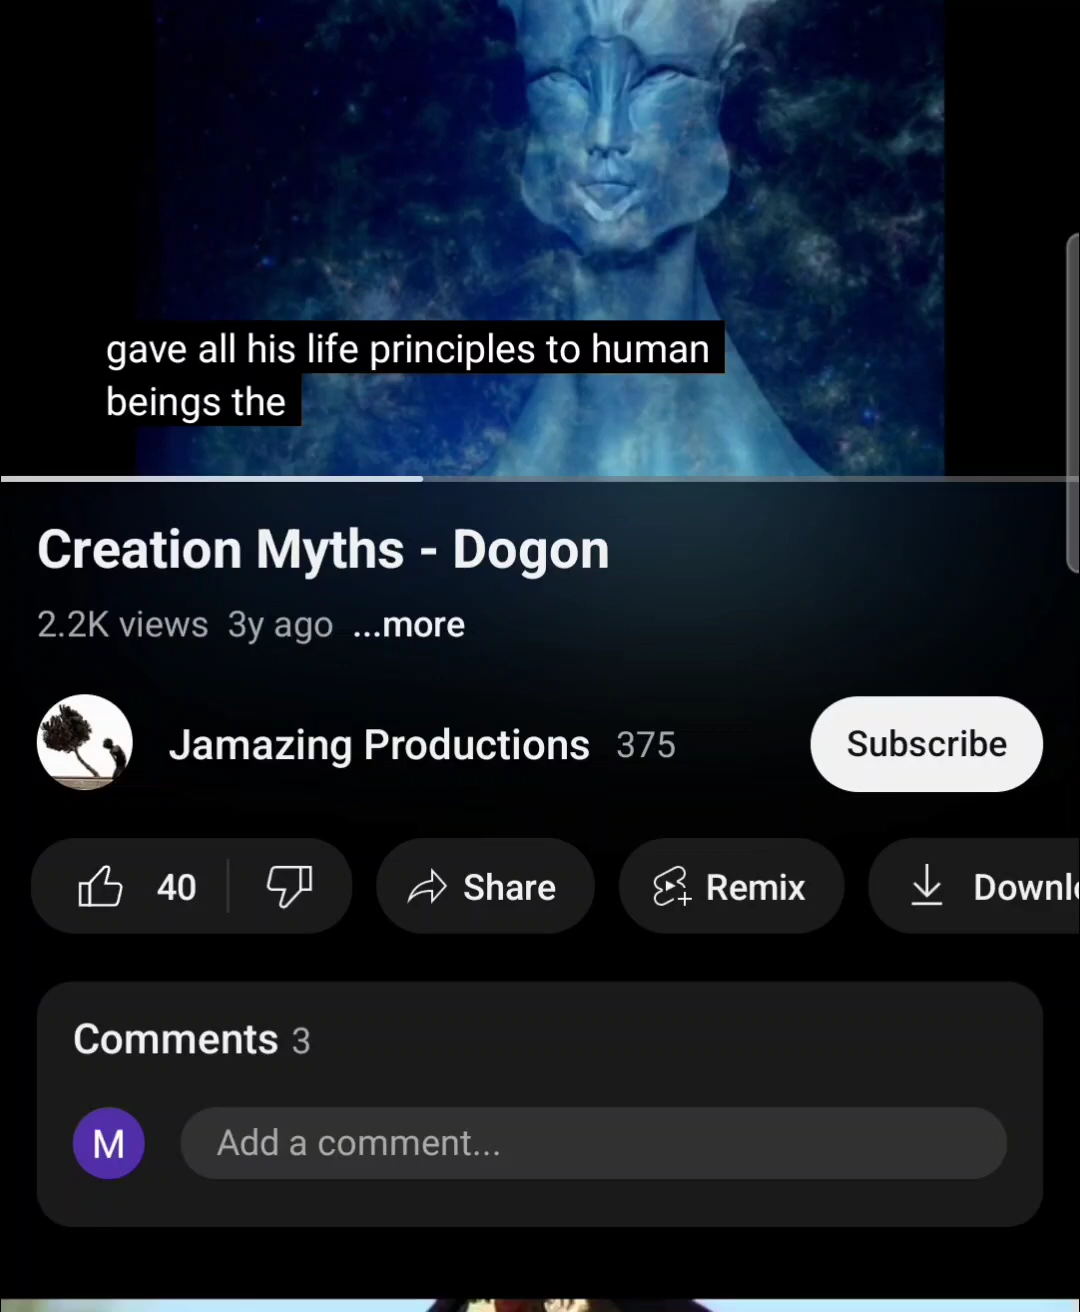 gave all his life principles to human
beings the
Creation Myths - Dogon
2.2K views 3y ago ...more
Jamazing Productions 375
Subscribe
40
Share
Remix
Comments 3
M
Add a comment...